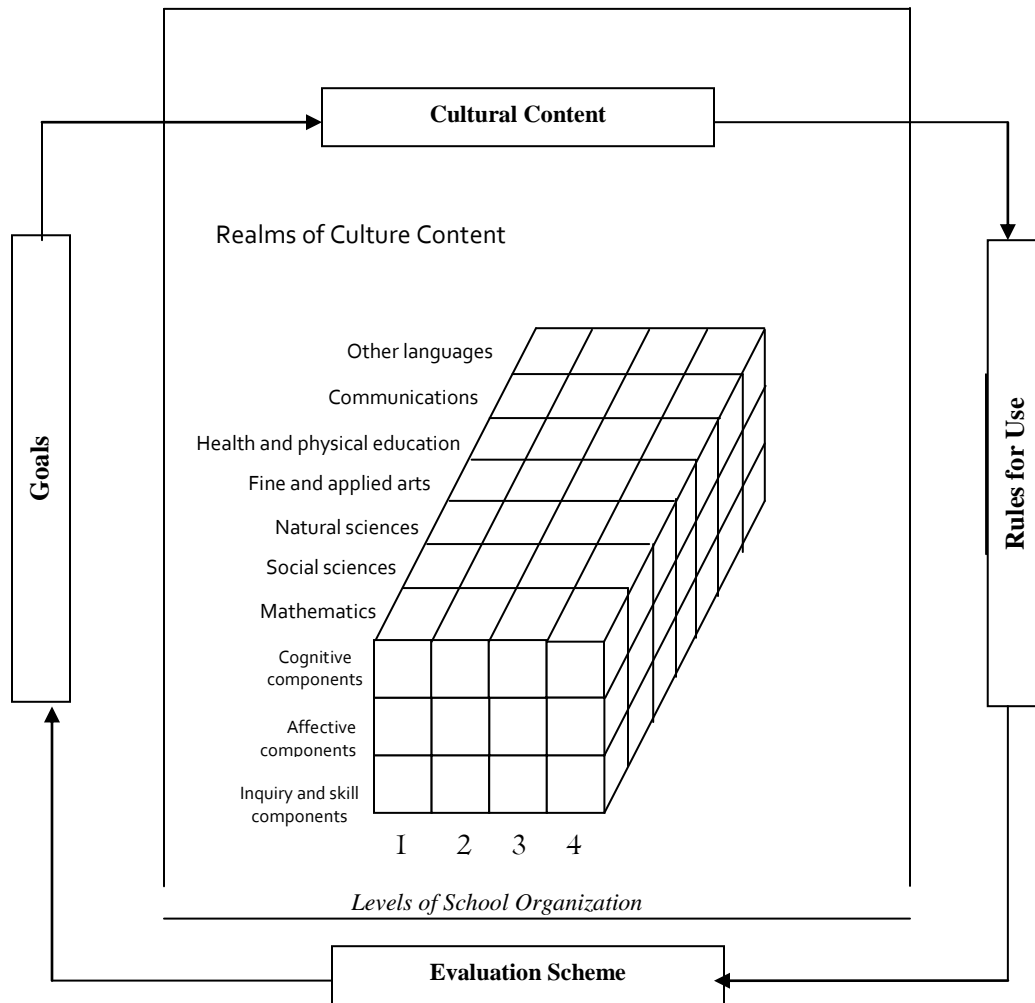 Cultural Content
Realms of Culture Content
Goals
Rules for Use
Other languages
Communications
Health and physical education
Fine and applied arts
Natural sciences
Social sciences
Mathematics
Cognitive
components
Affective
components
Inquiry and skill
components
1 2 3 4
Levels of School Organization
Evaluation Scheme